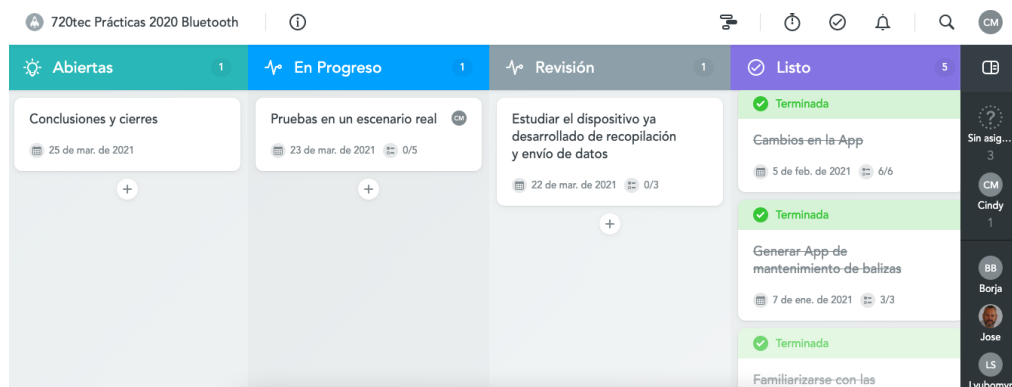 720tec Prácticas 2020 Bluetooth
CM
Abiertas
1
En Progreso
1
Revisión
1
Listo
5
Conclusiones y cierres
25 de mar. de 2021
+
Pruebas en un escenario real
CM
23 de mar. de 2021
0/5
+
Estudiar el dispositivo ya
desarrollado de recopilación
y envío de datos
22 de mar. de 2021
0/3
+
Terminada
Cambios en la App
5 de feb. de 2021
6/6
Terminada
Generar App de
mantenimiento de balizas
7 de ene. de 2021
3/3
Terminada
Familiarizarse con las
?
Sin asig...
3
CM
Cindy
1
BB
Borja
Jose
LS
Lyubomyr